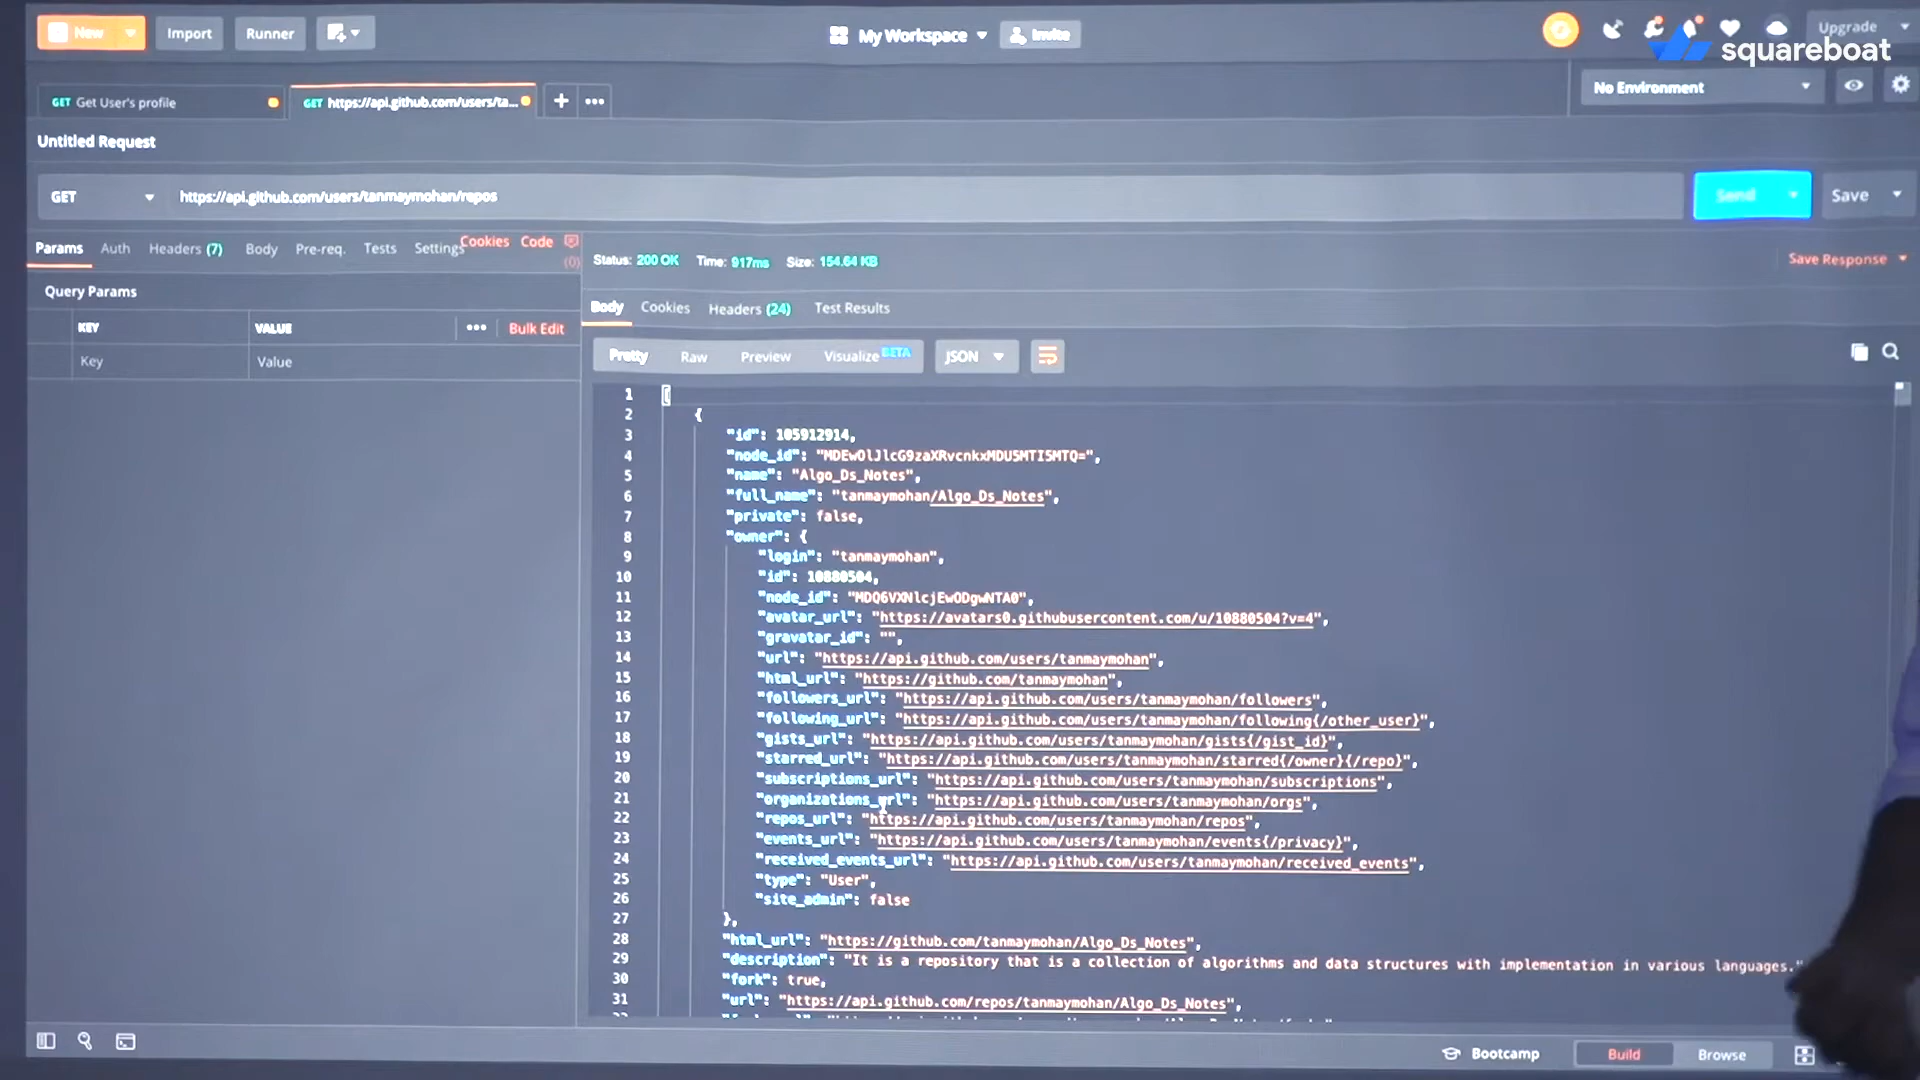 New
Import
Runner
My Workspace
Invite
Upgrade
squareboat
GET Get User's profile
GET https://api.github.com/users/ta...
No Environment
Untitled Request
GET
https://api.github.com/users/tanmaymohan/repos
Send
Save
Params
Auth
Headers (7)
Body
Pre-req.
Tests
Settings
Cookies
Code
(0)
Status: 200 OK
Time: 917ms
Size: 154.64 KB
Save Response
Query Params
KEY
VALUE
Bulk Edit
Key
Value
Body
Cookies
Headers (24)
Test Results
Pretty
Raw
Preview
Visualize BETA
JSON
1 [
2 {
3 "id": 105912914,
4 "node_id": "MDEwOlJlcG9zaXRvcnkxMDU5MTI5MTQ=",
5 "name": "Algo_Ds_Notes",
6 "full_name": "tanmaymohan/Algo_Ds_Notes",
7 "private": false,
8 "owner": {
9 "login": "tanmaymohan",
10 "id": 10880504,
11 "node_id": "MDQ6VXNlcjEwODgwNTA0",
12 "avatar_url": "https://avatars0.githubusercontent.com/u/10880504?v=4",
13 "gravatar_id": "",
14 "url": "https://api.github.com/users/tanmaymohan",
15 "html_url": "https://github.com/tanmaymohan",
16 "followers_url": "https://api.github.com/users/tanmaymohan/followers",
17 "following_url": "https://api.github.com/users/tanmaymohan/following{/other_user}",
18 "gists_url": "https://api.github.com/users/tanmaymohan/gists{/gist_id}",
19 "starred_url": "https://api.github.com/users/tanmaymohan/starred{/owner}{/repo}",
20 "subscriptions_url": "https://api.github.com/users/tanmaymohan/subscriptions",
21 "organizations_url": "https://api.github.com/users/tanmaymohan/orgs",
22 "repos_url": "https://api.github.com/users/tanmaymohan/repos",
23 "events_url": "https://api.github.com/users/tanmaymohan/events{/privacy}",
24 "received_events_url": "https://api.github.com/users/tanmaymohan/received_events",
25 "type": "User",
26 "site_admin": false
27 },
28 "html_url": "https://github.com/tanmaymohan/Algo_Ds_Notes",
29 "description": "It is a repository that is a collection of algorithms and data structures with implementation in various languages."
30 "fork": true,
31 "url": "https://api.github.com/repos/tanmaymohan/Algo_Ds_Notes",
Bootcamp
Build
Browse